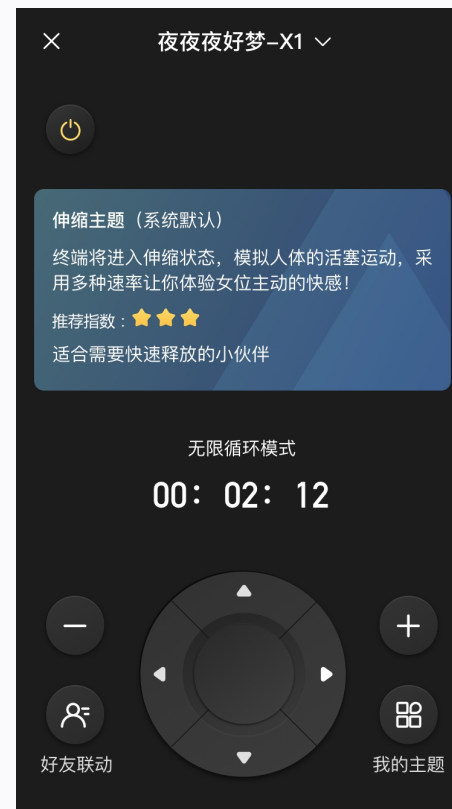 夜夜夜好梦-X1
伸缩主题（系统默认）
终端将进入伸缩状态，模拟人体的活塞运动，采
用多种速率让你体验女位主动的快感！
推荐指数：
适合需要快速释放的小伙伴
无限循环模式
00: 02: 12
好友联动
我的主题